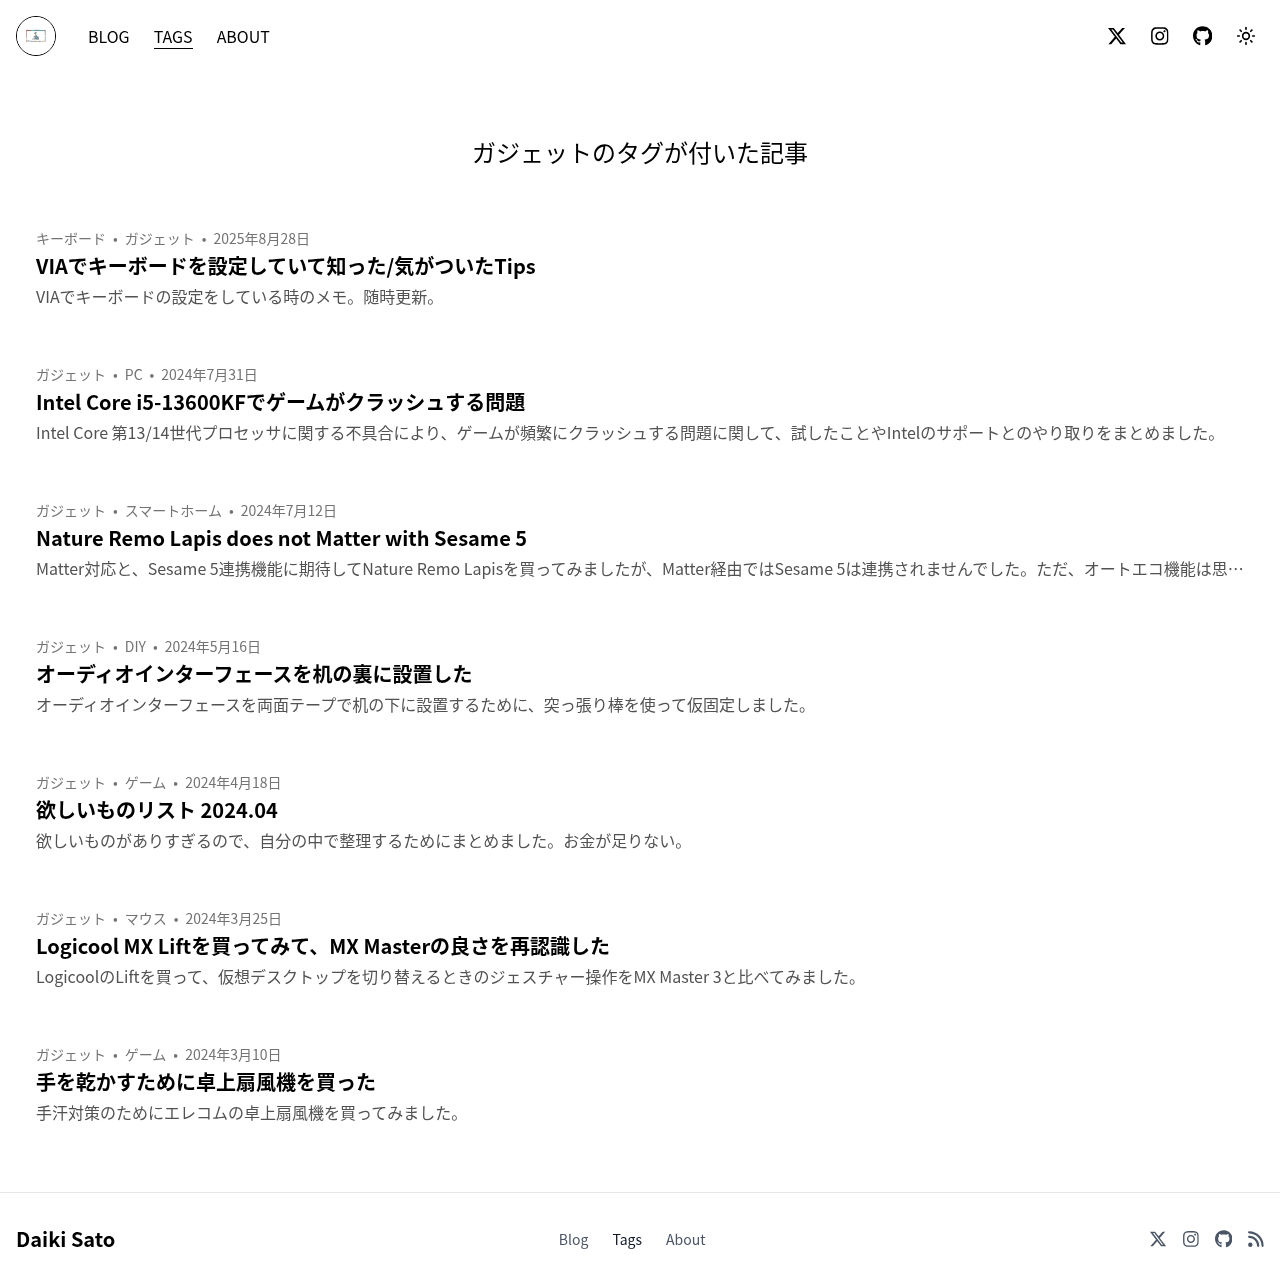 BLOG TAGS ABOUT
ガジェットのタグが付いた記事
キーボード • ガジェット • 2025年8月28日
VIAでキーボードを設定していて知った/気がついたTips
VIAでキーボードの設定をしている時のメモ。随時更新。
ガジェット • PC • 2024年7月31日
Intel Core i5-13600KFでゲームがクラッシュする問題
Intel Core 第13/14世代プロセッサに関する不具合により、ゲームが頻繁にクラッシュする問題に関して、試したことやIntelのサポートとのやり取りをまとめました。
ガジェット • スマートホーム • 2024年7月12日
Nature Remo Lapis does not Matter with Sesame 5
Matter対応と、Sesame 5連携機能に期待してNature Remo Lapisを買ってみましたが、Matter経由ではSesame 5は連携されませんでした。ただ、オートエコ機能は思…
ガジェット • DIY • 2024年5月16日
オーディオインターフェースを机の裏に設置した
オーディオインターフェースを両面テープで机の下に設置するために、突っ張り棒を使って仮固定しました。
ガジェット • ゲーム • 2024年4月18日
欲しいものリスト 2024.04
欲しいものがありすぎるので、自分の中で整理するためにまとめました。お金が足りない。
ガジェット • マウス • 2024年3月25日
Logicool MX Liftを買ってみて、MX Masterの良さを再認識した
LogicoolのLiftを買って、仮想デスクトップを切り替えるときのジェスチャー操作をMX Master 3と比べてみました。
ガジェット • ゲーム • 2024年3月10日
手を乾かすために卓上扇風機を買った
手汗対策のためにエレコムの卓上扇風機を買ってみました。
Daiki Sato Blog Tags About